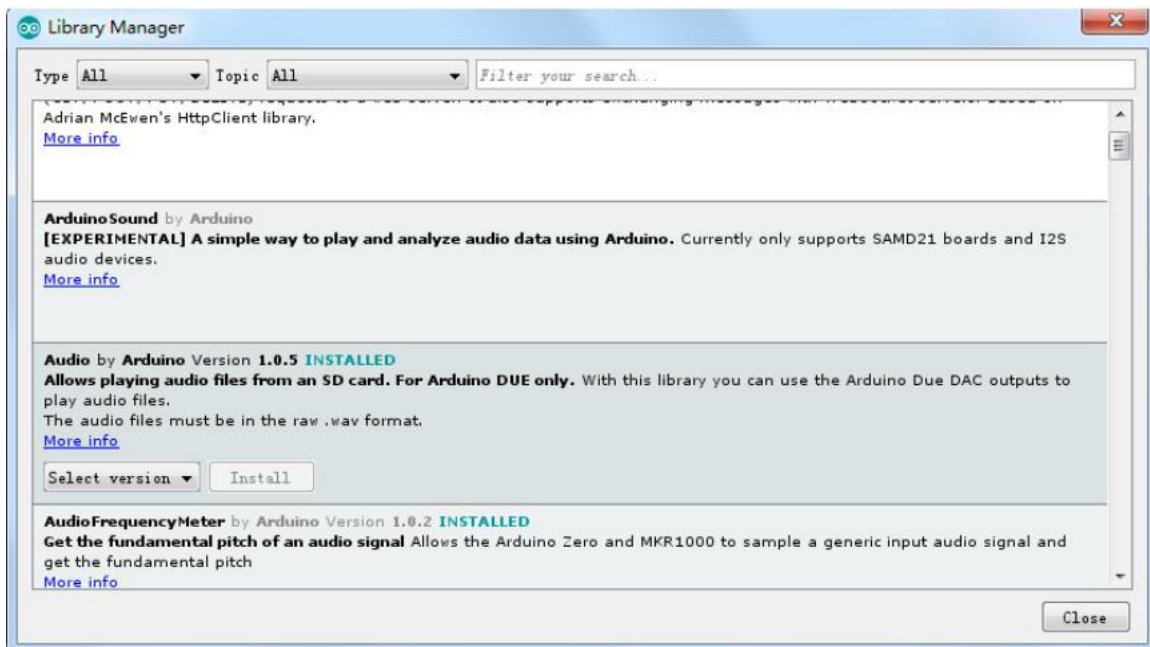 Library Manager
Type All Topic All Filter your search...
Adrian McEwen's HttpClient library.
More info
ArduinoSound by Arduino
[EXPERIMENTAL] A simple way to play and analyze audio data using Arduino. Currently only supports SAMD21 boards and I2S
audio devices.
More info
Audio by Arduino Version 1.0.5 INSTALLED
Allows playing audio files from an SD card. For Arduino DUE only. With this library you can use the Arduino Due DAC outputs to
play audio files.
The audio files must be in the raw .wav format.
More info
Select version Install
AudioFrequencyMeter by Arduino Version 1.0.2 INSTALLED
Get the fundamental pitch of an audio signal Allows the Arduino Zero and MKR1000 to sample a generic input audio signal and
get the fundamental pitch
More info
Close